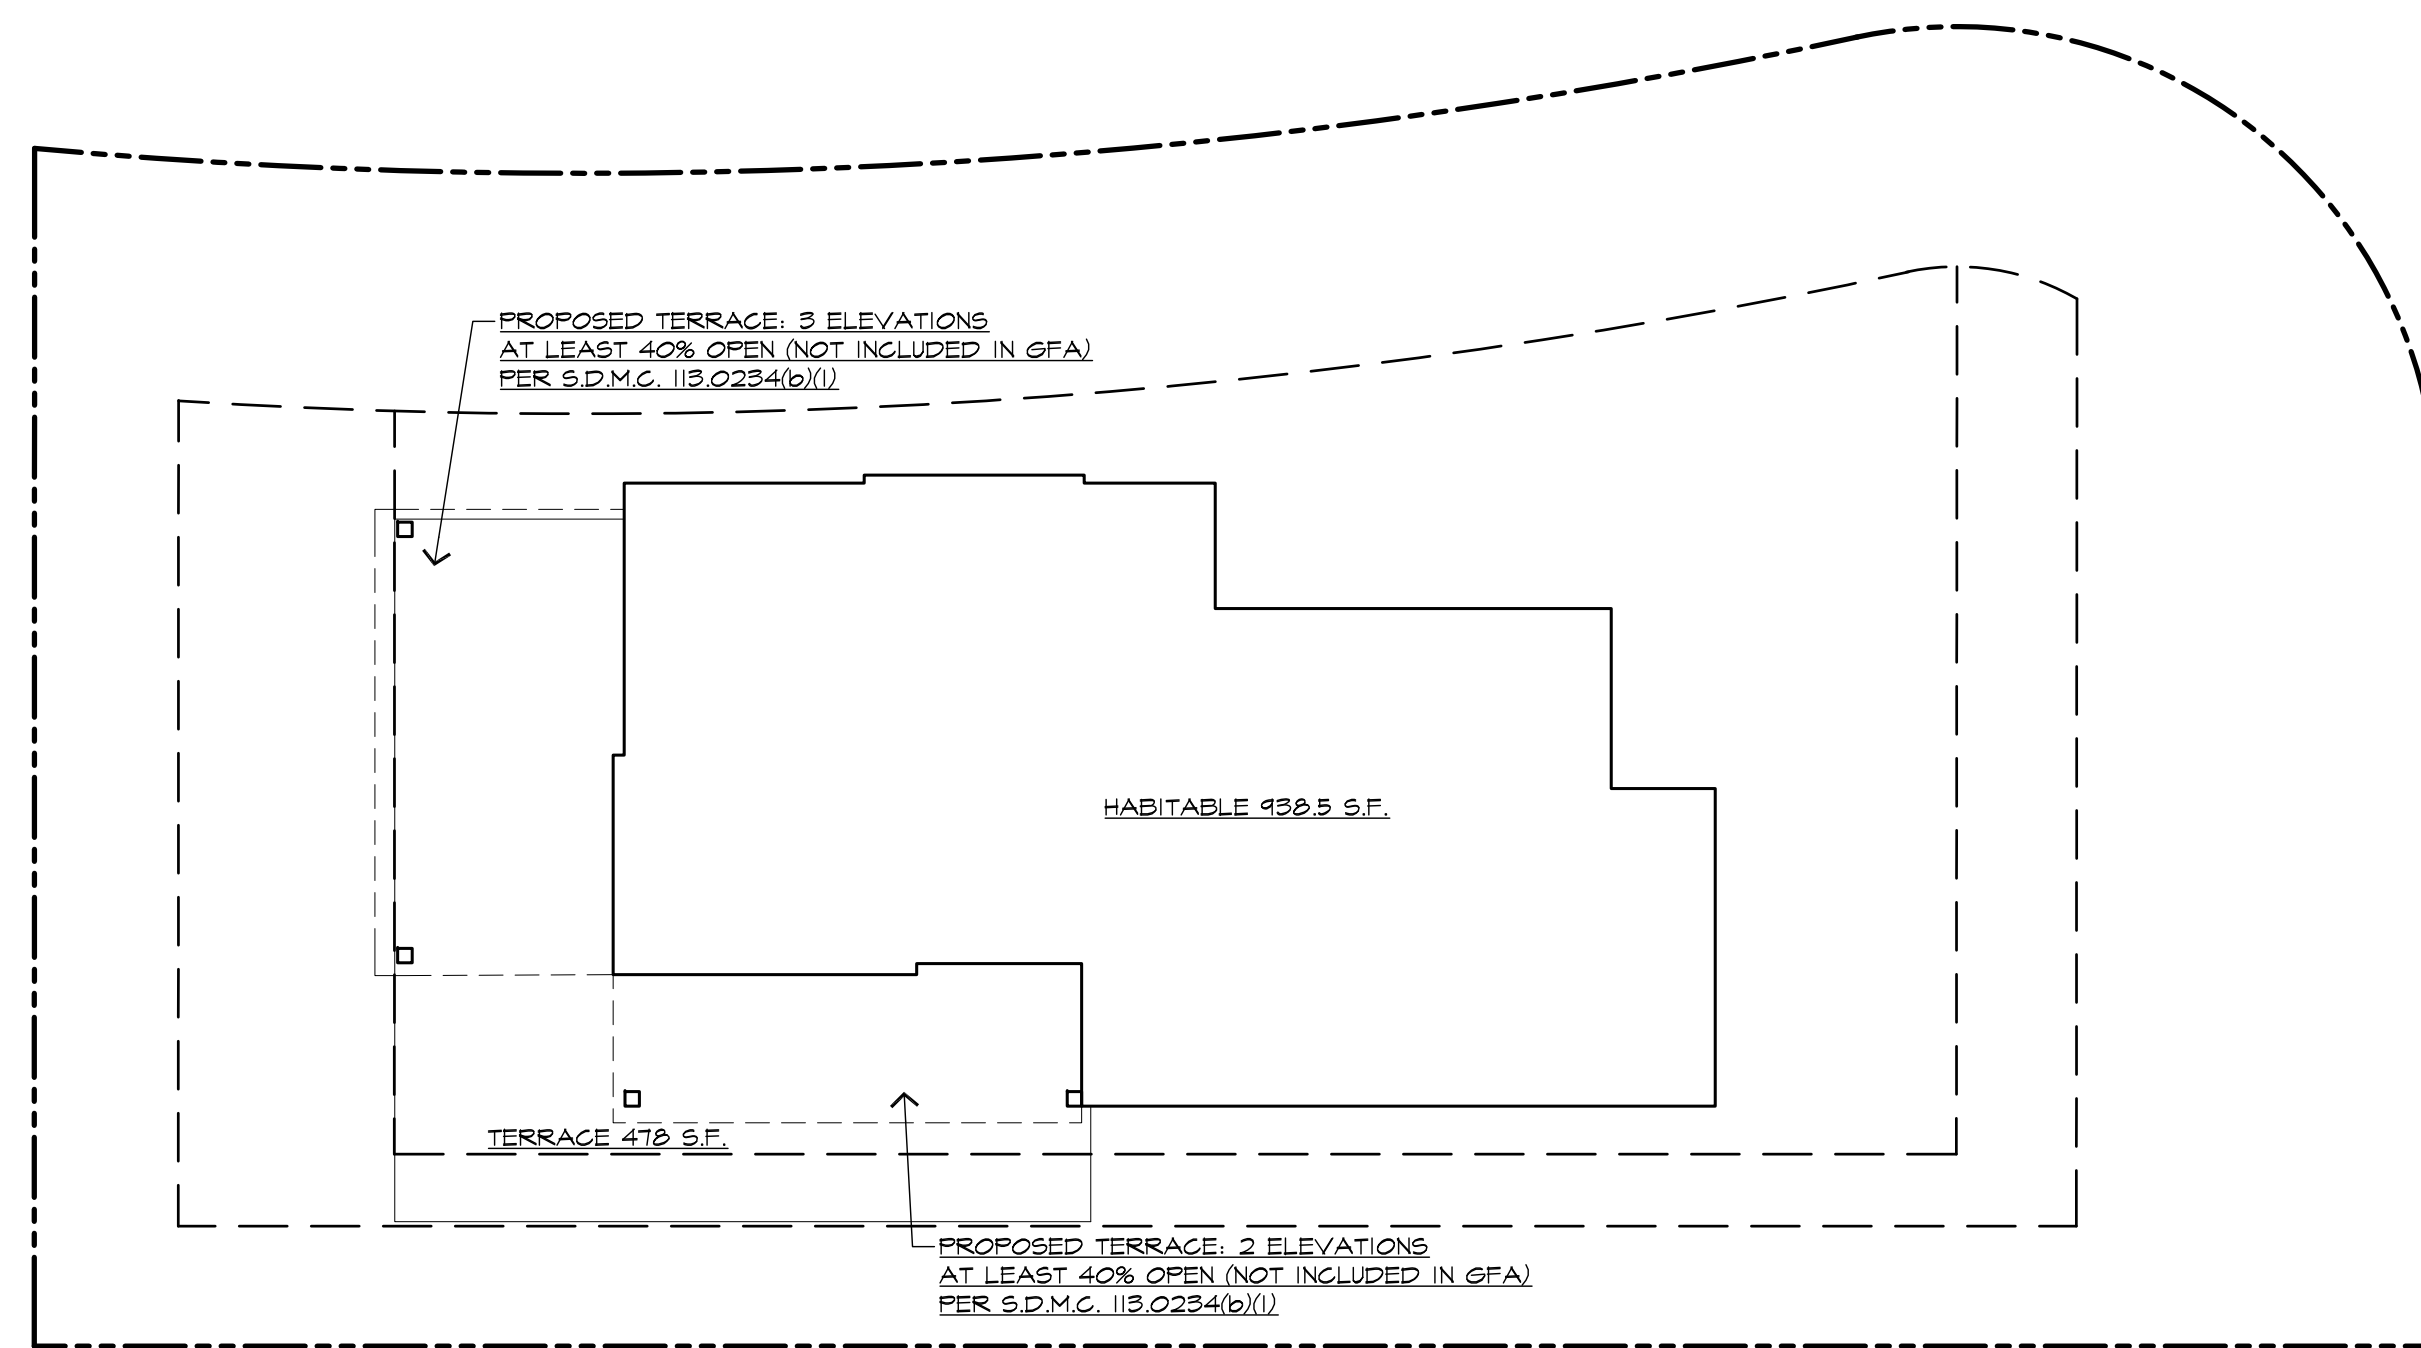 PROPOSED TERRACE: 3 ELEVATIONS
AT LEAST 40% OPEN (NOT INCLUDED IN GFA)
PER S.D.M.C. 113.0234(b)(1)
HABITABLE 938.5 S.F.
TERRACE 478 S.F.
PROPOSED TERRACE: 2 ELEVATIONS
AT LEAST 40% OPEN (NOT INCLUDED IN GFA)
PER S.D.M.C. 113.0234(b)(1)